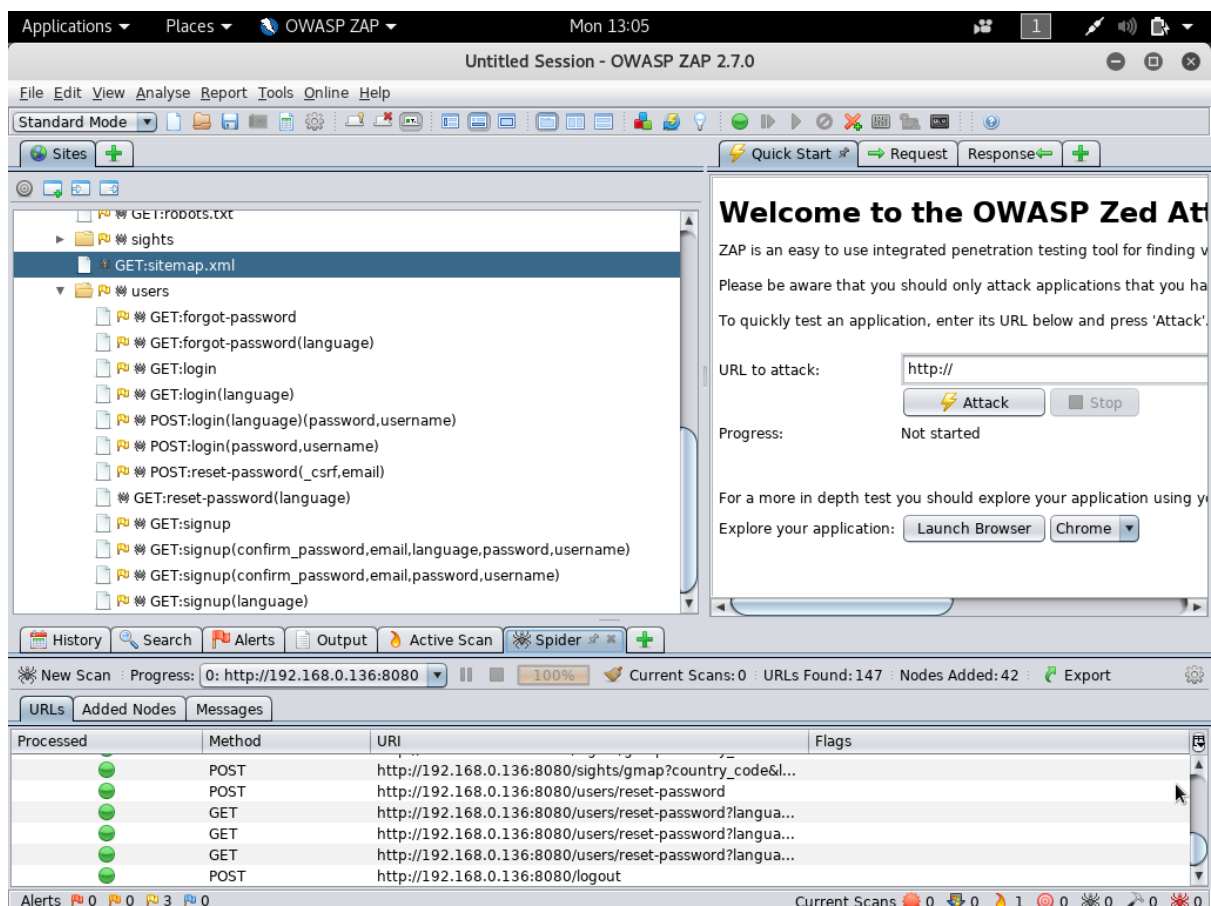 Applications Places OWASP ZAP Mon 13:05 1
Untitled Session - OWASP ZAP 2.7.0
File Edit View Analyse Report Tools Online Help
Standard Mode
Sites
Quick Start Request Response
GET:robots.txt
sights
GET:sitemap.xml
users
GET:forgot-password
GET:forgot-password(language)
GET:login
GET:login(language)
POST:login(language)(password,username)
POST:login(password,username)
POST:reset-password(_csrf,email)
GET:reset-password(language)
GET:signup
GET:signup(confirm_password,email,language,password,username)
GET:signup(confirm_password,email,password,username)
GET:signup(language)
Welcome to the OWASP Zed Att
ZAP is an easy to use integrated penetration testing tool for finding v
Please be aware that you should only attack applications that you ha
To quickly test an application, enter its URL below and press 'Attack'.
URL to attack: http://
Attack Stop
Progress: Not started
For a more in depth test you should explore your application using y
Explore your application: Launch Browser Chrome
History Search Alerts Output Active Scan Spider
New Scan Progress: 0: http://192.168.0.136:8080 100% Current Scans: 0 URLs Found: 147 Nodes Added: 42 Export
URLs Added Nodes Messages
Processed Method URI Flags
POST http://192.168.0.136:8080/sights/gmap?country_code&l...
POST http://192.168.0.136:8080/users/reset-password
GET http://192.168.0.136:8080/users/reset-password?langua...
GET http://192.168.0.136:8080/users/reset-password?langua...
GET http://192.168.0.136:8080/users/reset-password?langua...
POST http://192.168.0.136:8080/logout
Alerts 0 0 3 0 Current Scans 0 0 1 0 0 0 0